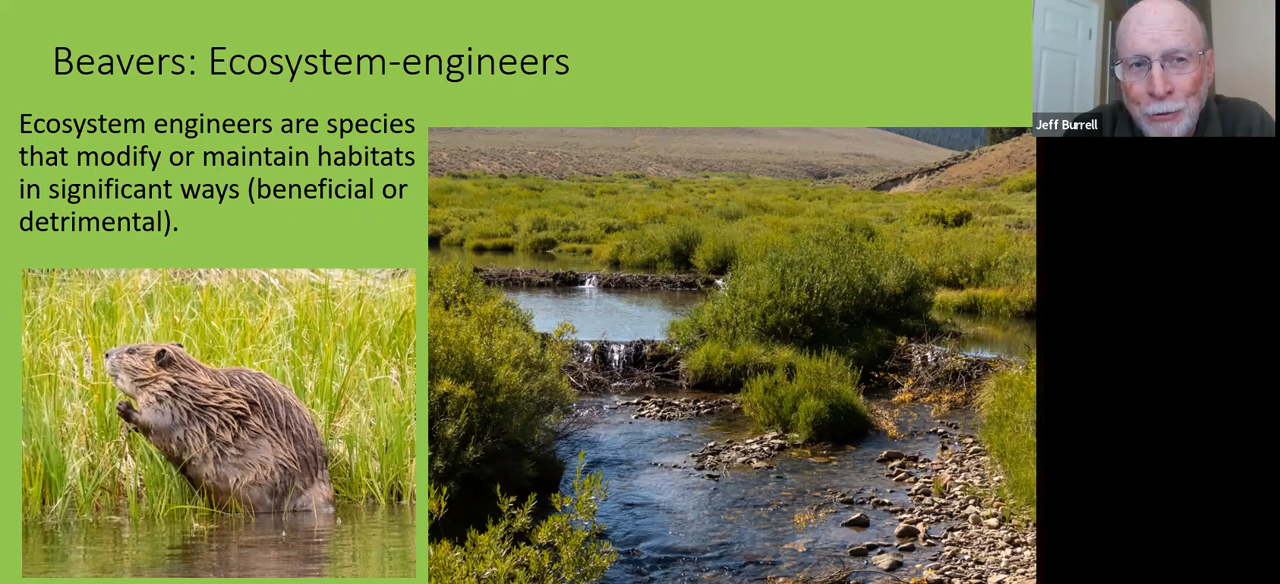 Beavers: Ecosystem-engineers
Jeff Burrell
Ecosystem engineers are species
that modify or maintain habitats
in significant ways (beneficial or
detrimental).